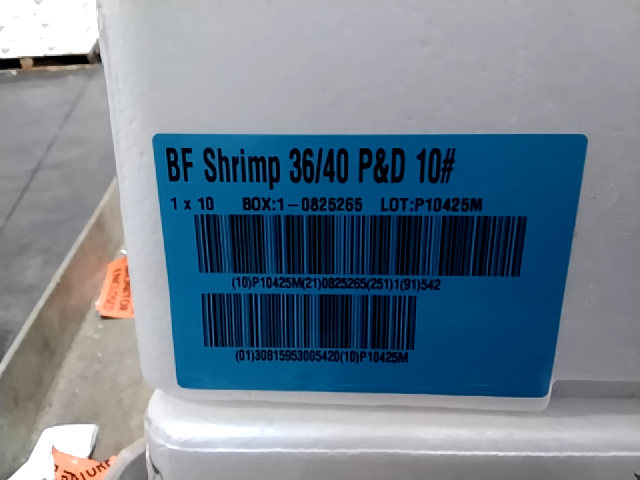 BF Shrimp 36/40 P&D 10#
1 x 10 BOX:1-0825265 LOT:P10425M
(10)P10425M(21)0825265(251)1(91)542
(01)30815953005420(10)P10425M